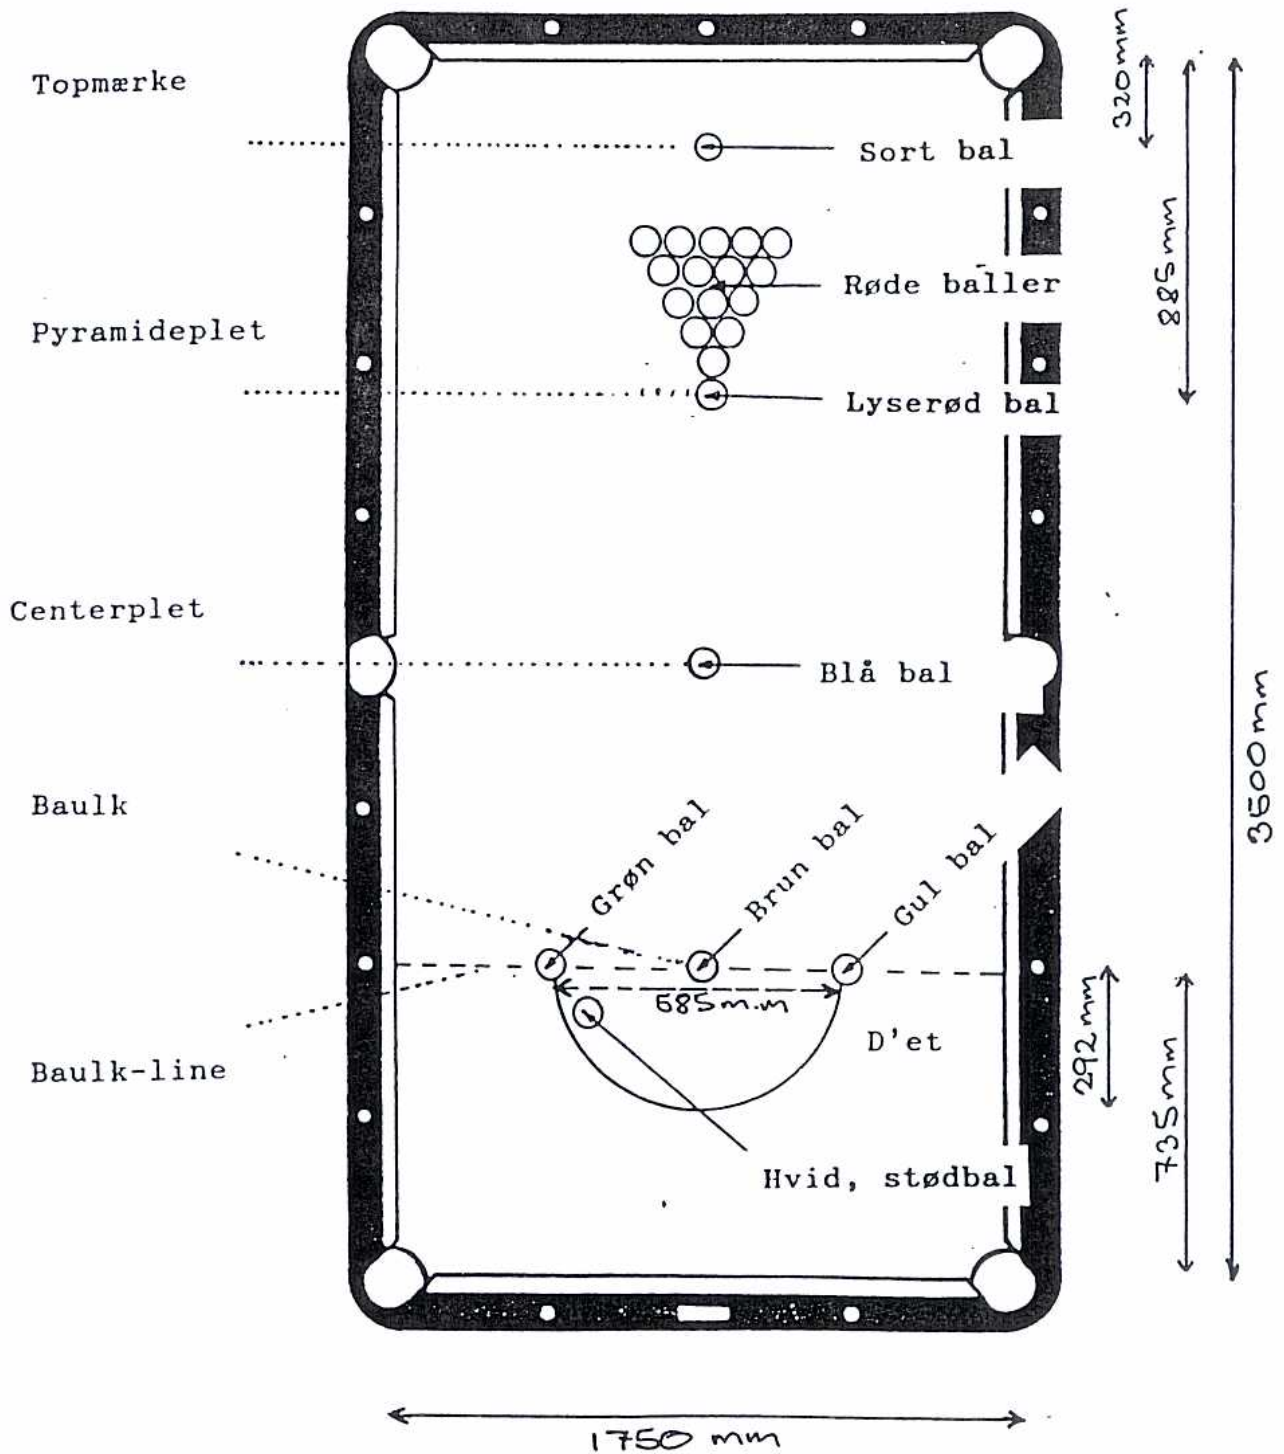 Topmærke
320mm
Sort bal
885mm
Røde baller
Pyramideplet
Lyserød bal
Centerplet
Blå bal
3500mm
Baulk
Grøn bal
Brun bal
Gul bal
585m.m
D'et
292mm
735mm
Baulk-line
Hvid, stødbal
1750 mm